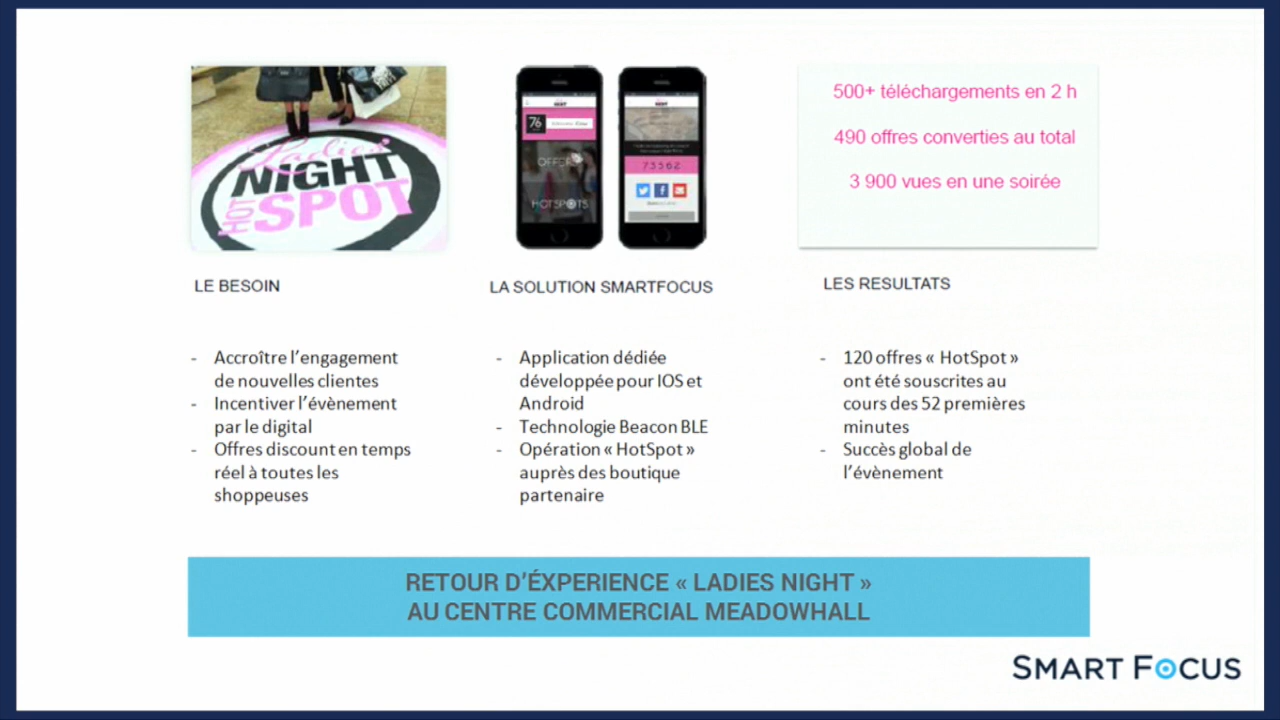 Ladies'
NIGHT
HOT SPOT
76
OFFERS
HOTSPOTS
73562
500+ téléchargements en 2 h
490 offres converties au total
3 900 vues en une soirée
LE BESOIN
- Accroître l’engagement
de nouvelles clientes
- Incentiver l’évènement
par le digital
- Offres discount en temps
réel à toutes les
shoppeuses
LA SOLUTION SMARTFOCUS
- Application dédiée
développée pour IOS et
Android
- Technologie Beacon BLE
- Opération « HotSpot »
auprès des boutique
partenaire
LES RESULTATS
- 120 offres « HotSpot »
ont été souscrites au
cours des 52 premières
minutes
- Succès global de
l’évènement
RETOUR D’ÉXPERIENCE « LADIES NIGHT »
AU CENTRE COMMERCIAL MEADOWHALL
SMART FOCUS